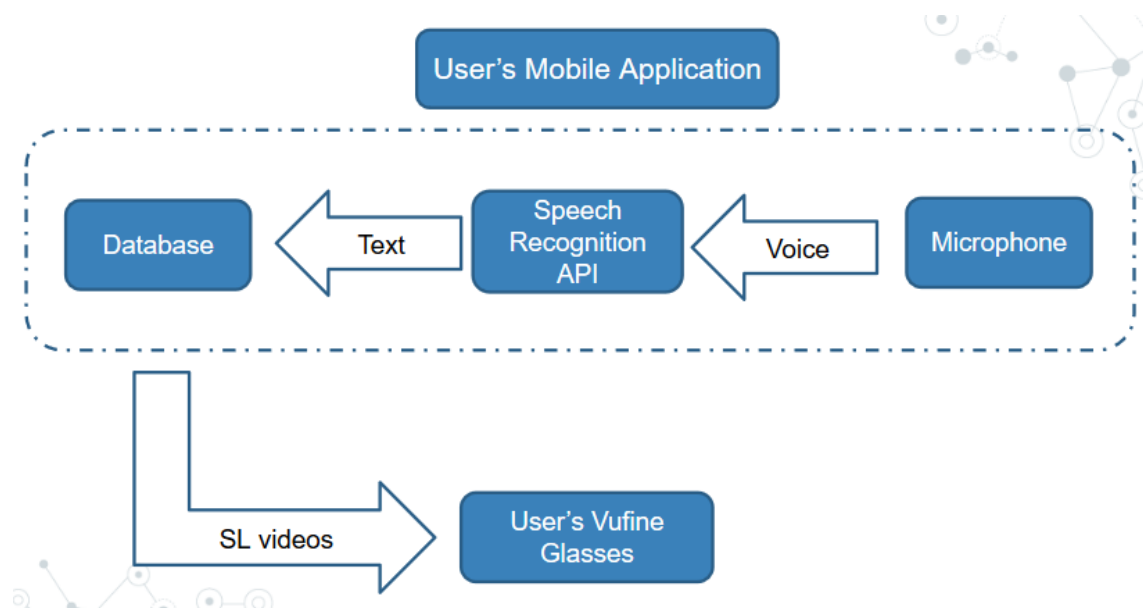 User's Mobile Application
Database
Text
Speech
Recognition
API
Voice
Microphone
SL videos
User's Vufine
Glasses